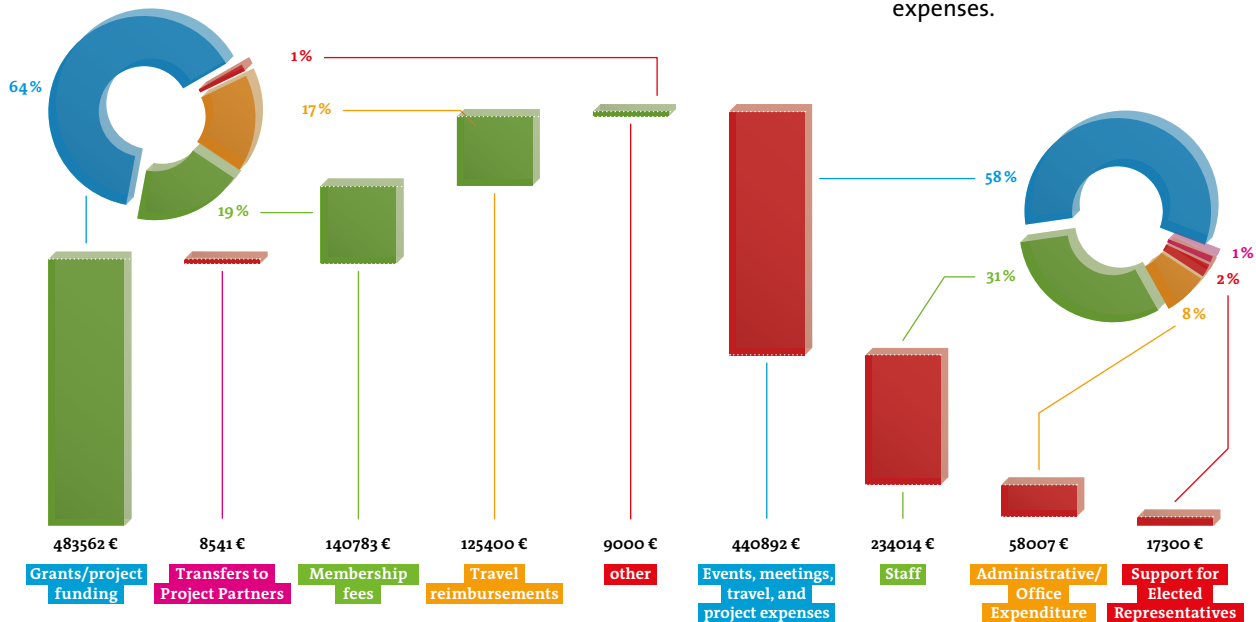 expenses.
64%
1%
17%
19%
58%
31%
1%
2%
8%
483562 €
Grants/project
funding
8541 €
Transfers to
Project Partners
140783 €
Membership
fees
125400 €
Travel
reimbursements
9000 €
other
440892 €
Events, meetings,
travel, and
project expenses
234014 €
Staff
58007 €
Administrative/
Office
Expenditure
17300 €
Support for
Elected
Representatives